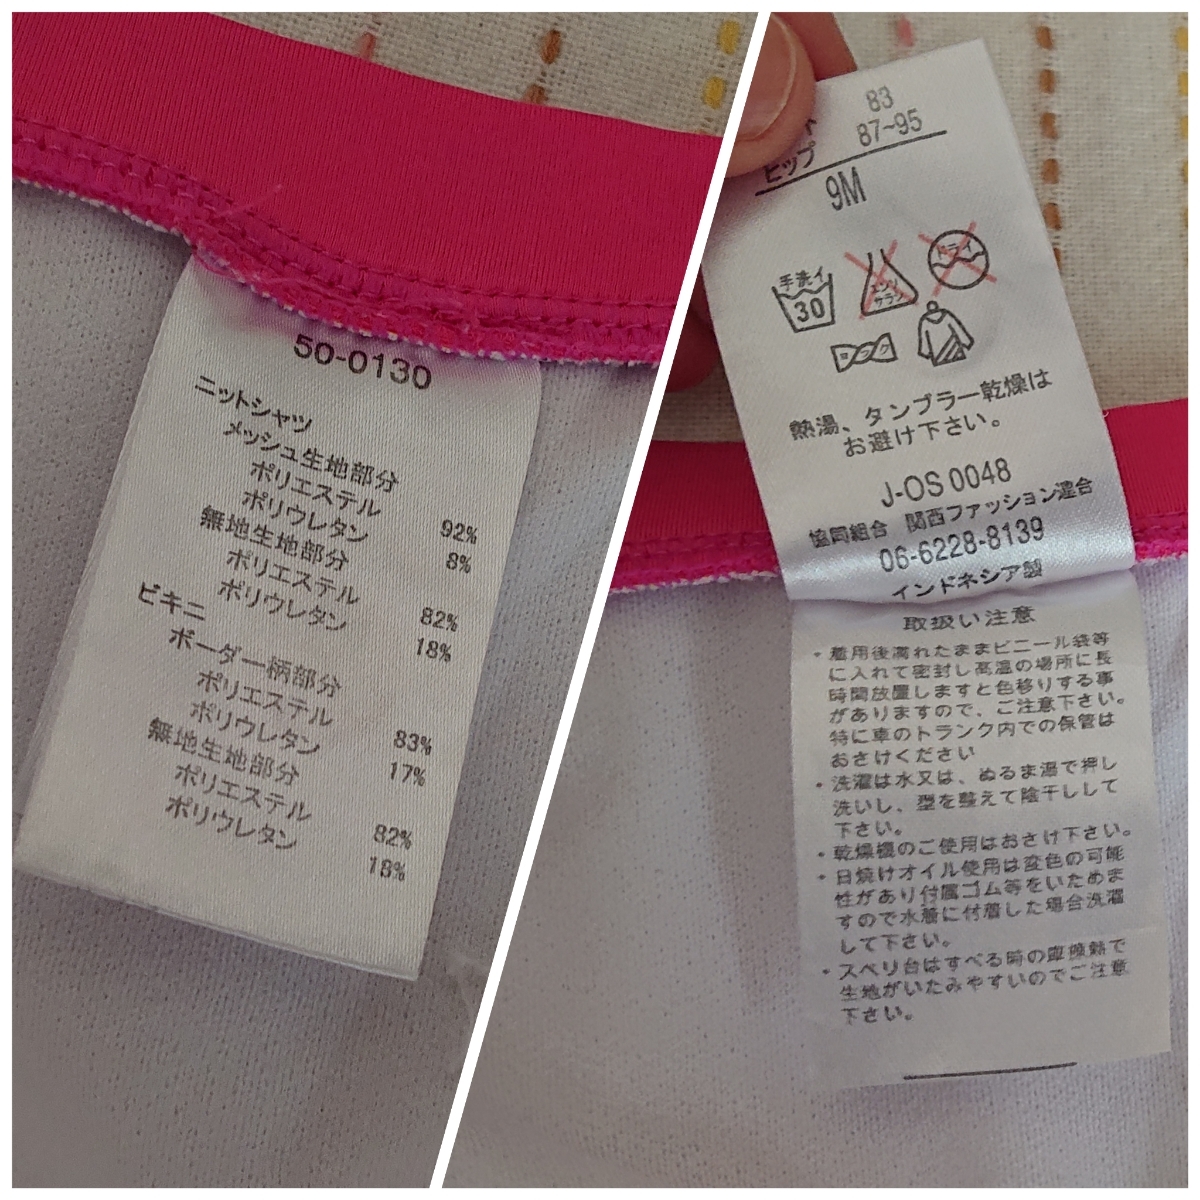 50-0130
ニットシャツ
メッシュ生地部分
ポリエステル 92%
ポリウレタン 8%
無地生地部分
ポリエステル 82%
ポリウレタン 18%
ビキニ
ボーダー柄部分
ポリエステル 83%
ポリウレタン 17%
無地生地部分
ポリエステル 82%
ポリウレタン 18%
83
ヒップ 87~95
9M
手洗イ
30
エンソ
サラシ
ドライ
ヨワク
熱湯、タンブラー乾燥は
お避け下さい。
J-OS 0048
協同組合 関西ファッション連合
06-6228-8139
インドネシア製
取扱い注意
・着用後濡れたままビニール袋等
に入れて密封し高温の場所に長
時間放置しますと色移りする事
がありますので、ご注意下さい。
特に車のトランク内での保管は
おさけください
・洗濯は水又は、ぬるま湯で押し
洗いし、型を整えて陰干しして
下さい。
・乾燥機のご使用はおさけ下さい。
・日焼けオイル使用は変色の可能
性があり付属ゴム等をいためま
すので水着に付着した場合洗濯
して下さい。
・スベリ台はすべる時の摩擦熱で
生地がいたみやすいのでご注意
下さい。